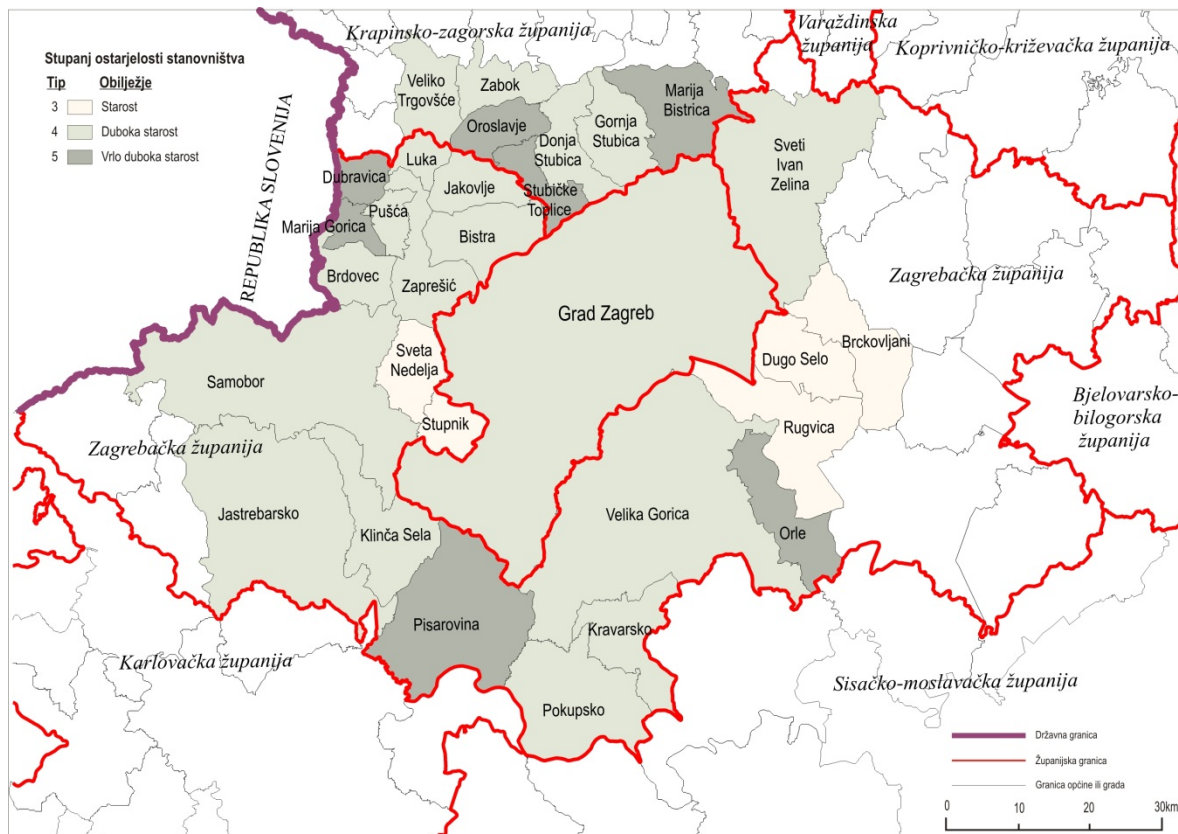 Krapinsko-zagorska županija
Varaždinska
županija
Koprivničko-križevačka županija
Stupanj ostarjelosti stanovništva
Tip Obilježje
3 Starost
4 Duboka starost
5 Vrlo duboka starost
REPUBLIKA SLOVENIJA
Veliko
Trgovšće
Zabok
Marija
Bistrica
Oroslavje
Gornja
Stubica
Donja
Stubica
Sveti
Ivan
Zelina
Luka
Dubravica
Jakovlje
Stubičke
Toplice
Pušća
Marija Gorica
Bistra
Brdovec
Zaprešić
Zagrebačka županija
Grad Zagreb
Sveta
Nedelja
Dugo Selo
Brckovljani
Samobor
Bjelovarsko-
bilogorska
županija
Stupnik
Rugvica
Zagrebačka županija
Jastrebarsko
Klinča Sela
Velika Gorica
Orle
Pisarovina
Kravarsko
Karlovačka županija
Sisačko-moslavačka županija
Pokupsko
Državna granica
Županijska granica
Granica općine ili grada
0 10 20 30km